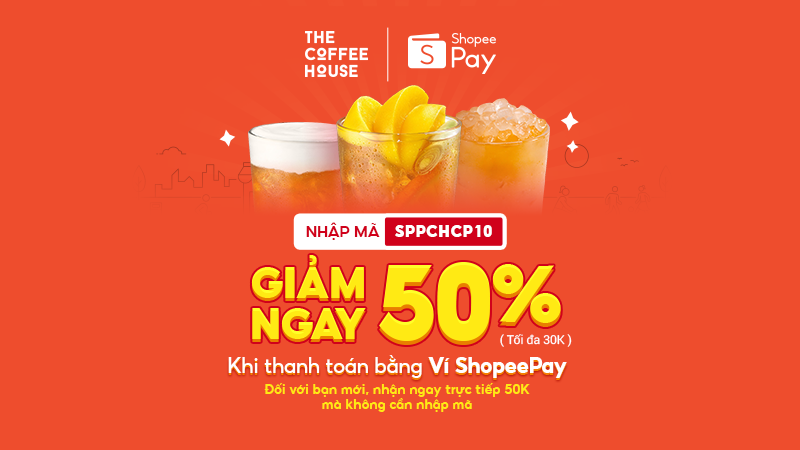 THE
COFFEE
HOUSE
S
Shopee
Pay
NHẬP MÃ SPPCHCP10
GIẢM
NGAY
50%
( Tối đa 30K )
Khi thanh toán bằng Ví ShopeePay
Đối với bạn mới, nhận ngay trực tiếp 50K
mà không cần nhập mã